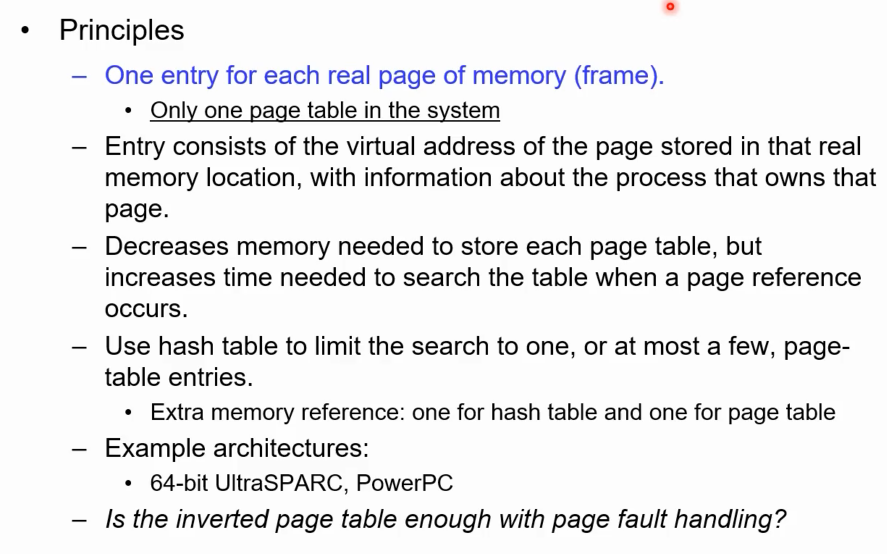 • Principles
– One entry for each real page of memory (frame).
• Only one page table in the system
– Entry consists of the virtual address of the page stored in that real
memory location, with information about the process that owns that
page.
– Decreases memory needed to store each page table, but
increases time needed to search the table when a page reference
occurs.
– Use hash table to limit the search to one, or at most a few, page-
table entries.
• Extra memory reference: one for hash table and one for page table
– Example architectures:
• 64-bit UltraSPARC, PowerPC
– Is the inverted page table enough with page fault handling?